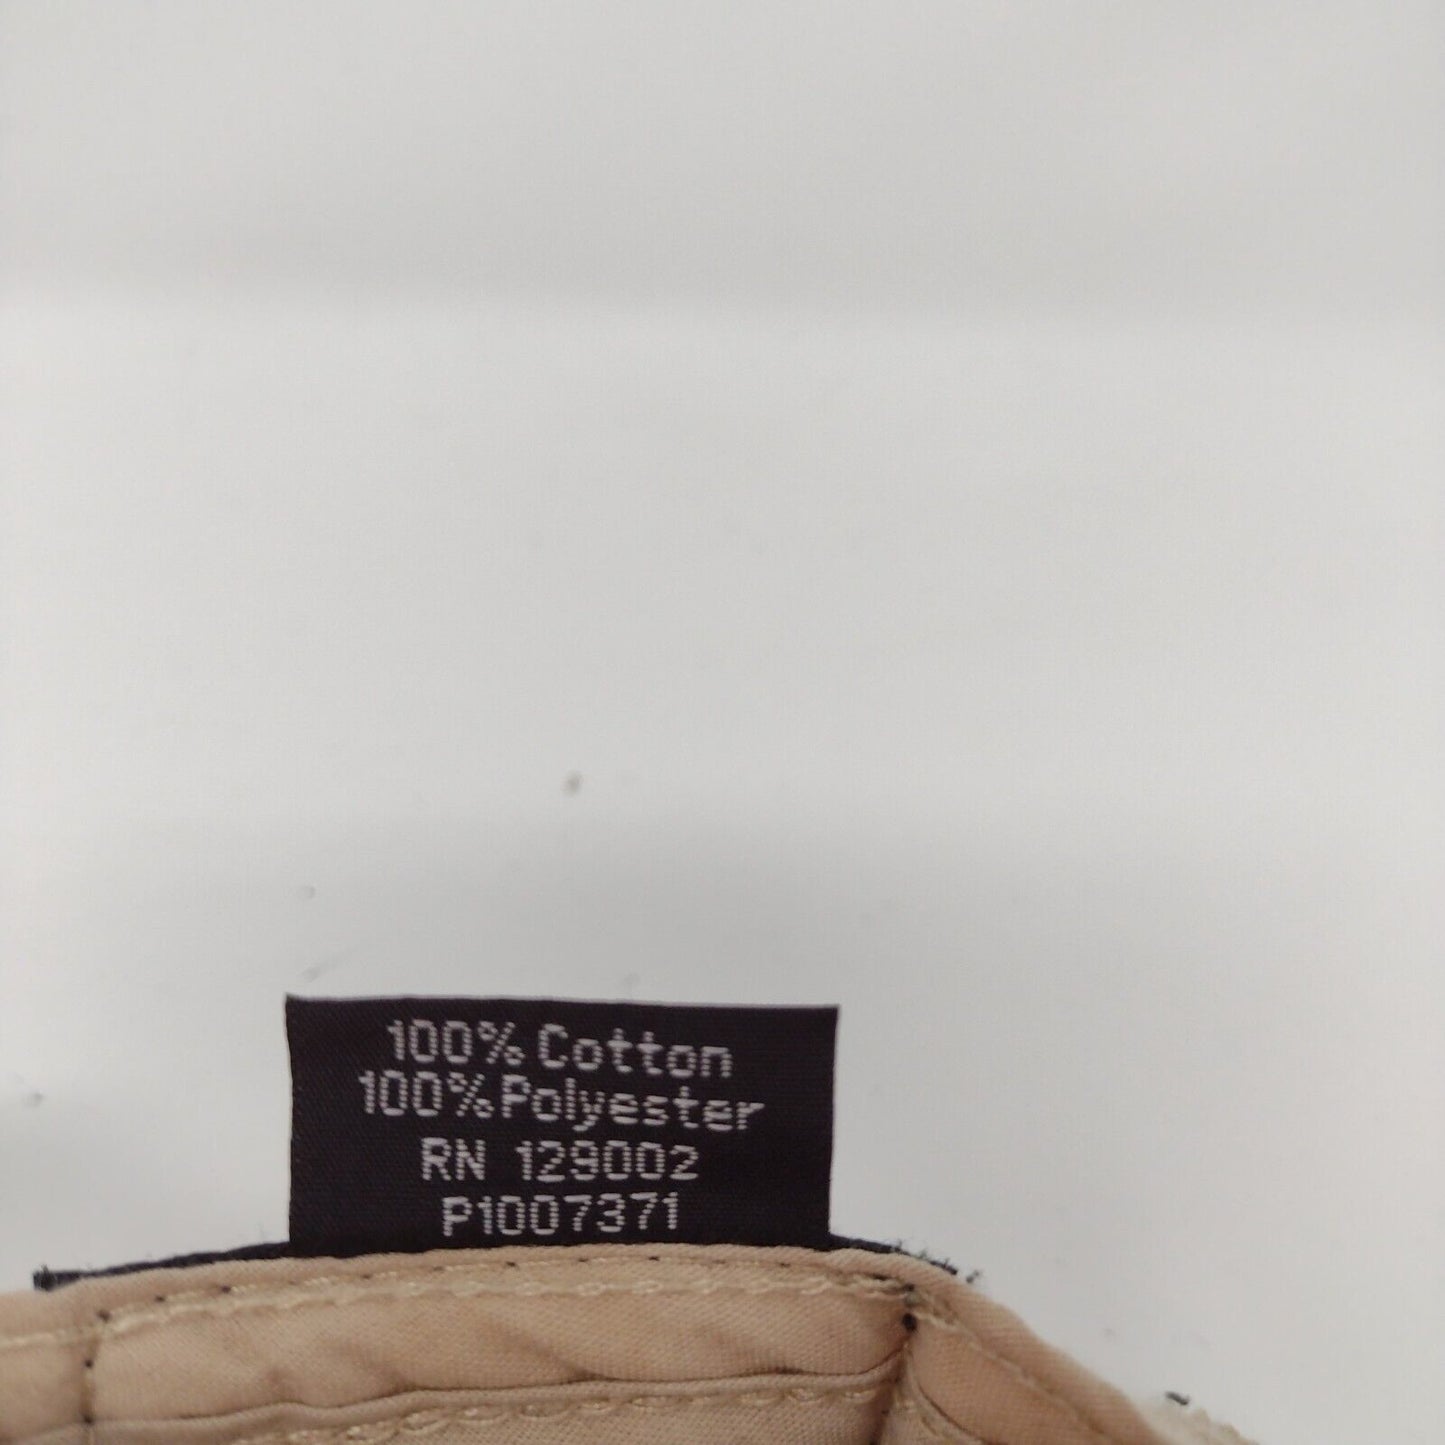 100% Cotton
100% Polyester
RN 129002
P1007371